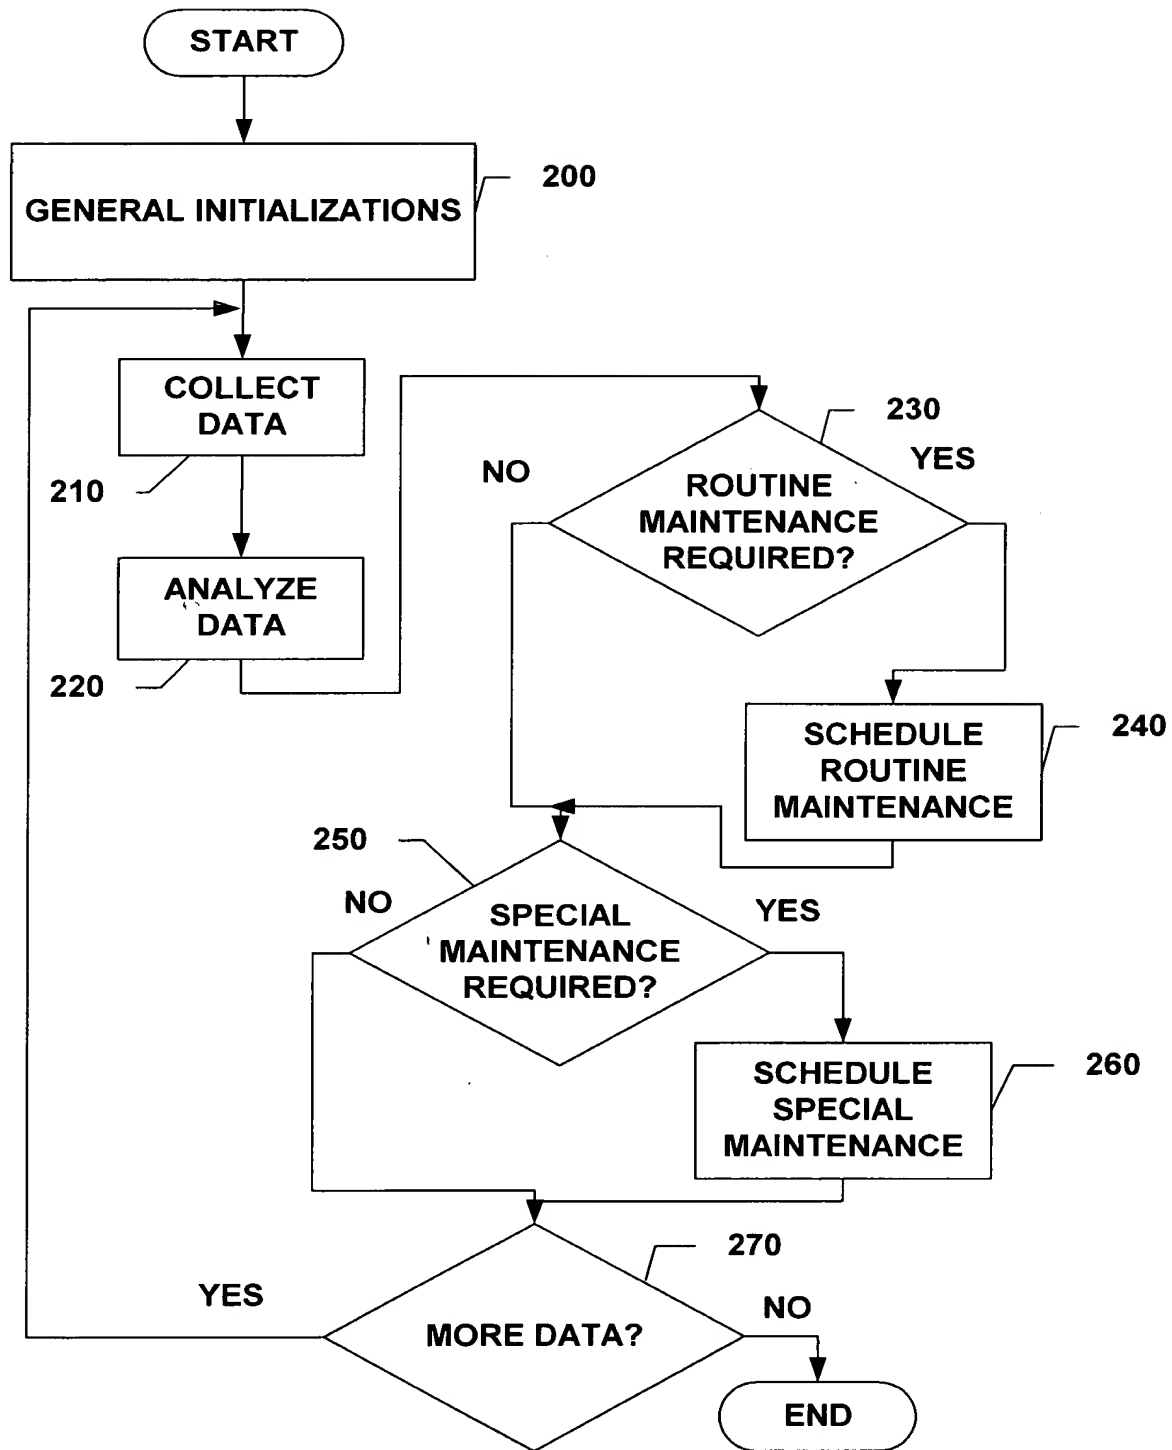 START
GENERAL INITIALIZATIONS
200
COLLECT
DATA
210
ANALYZE
DATA
220
230
NO
YES
ROUTINE
MAINTENANCE
REQUIRED?
SCHEDULE
ROUTINE
MAINTENANCE
240
250
NO
YES
SPECIAL
MAINTENANCE
REQUIRED?
SCHEDULE
SPECIAL
MAINTENANCE
260
270
YES
NO
MORE DATA?
END